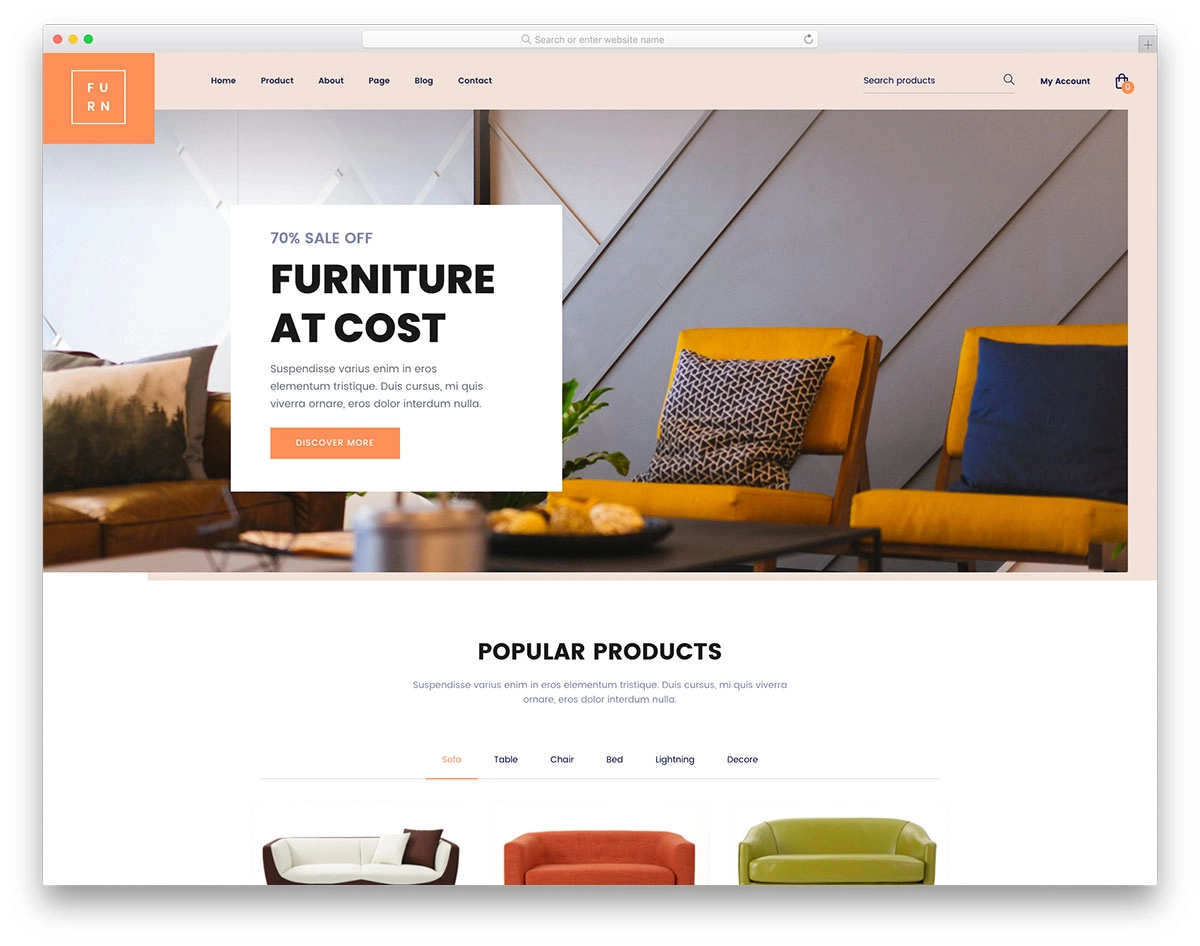 Search or enter website name
F U
R N
Home Product About Page Blog Contact
Search products
My Account
0
70% SALE OFF
FURNITURE
AT COST
Suspendisse varius enim in eros
elementum tristique. Duis cursus, mi quis
viverra ornare, eros dolor interdum nulla.
DISCOVER MORE
POPULAR PRODUCTS
Suspendisse varius enim in eros elementum tristique. Duis cursus, mi quis viverra
ornare, eros dolor interdum nulla.
Sofa Table Chair Bed Lightning Decore